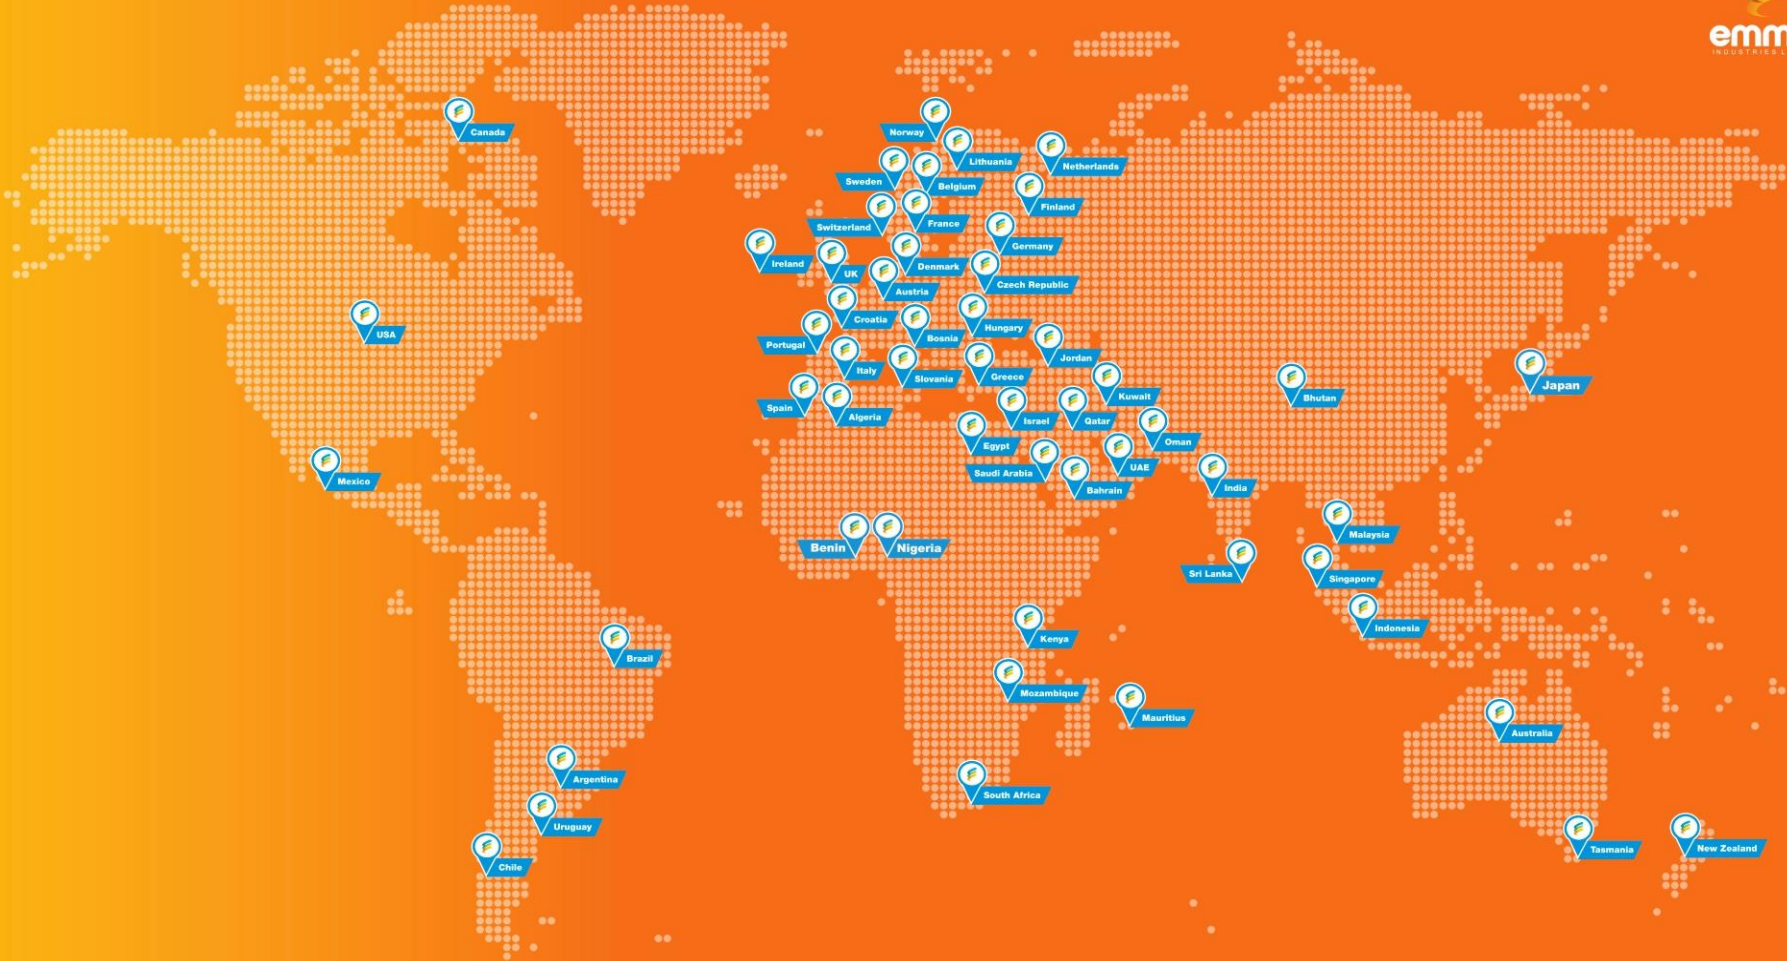 emm
INDUSTRIES L
Canada
Norway
Lithuania
Netherlands
Sweden
Belgium
Finland
Switzerland
France
Germany
Ireland
UK
Denmark
Czech Republic
Austria
Croatia
Hungary
USA
Portugal
Bosnia
Jordan
Italy
Slovania
Greece
Kuwait
Bhutan
Japan
Spain
Algeria
Israel
Qatar
Egypt
Oman
Saudi Arabia
UAE
Mexico
Bahrain
India
Benin
Nigeria
Malaysia
Sri Lanka
Singapore
Indonesia
Kenya
Brazil
Mozambique
Mauritius
Australia
Argentina
South Africa
Uruguay
Tasmania
New Zealand
Chile